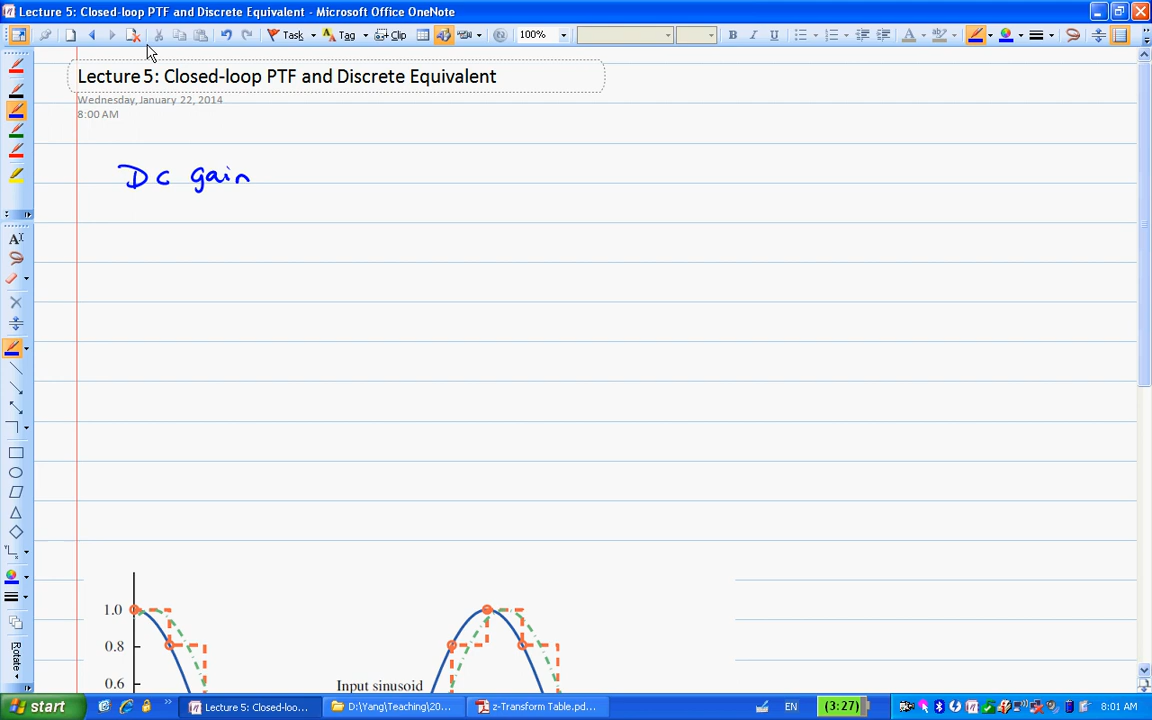 Lecture 5: Closed-loop PTF and Discrete Equivalent - Microsoft Office OneNote
Task Tag Clip 100% B I U A
Lecture 5: Closed-loop PTF and Discrete Equivalent
Wednesday, January 22, 2014
8:00 AM
DC gain
1.0
0.8
0.6
Input sinusoid
Rotate
start
Lecture 5: Closed-loo...
D:\Yang\Teaching\20...
z-Transform Table.pd...
EN
(3:27)
8:01 AM